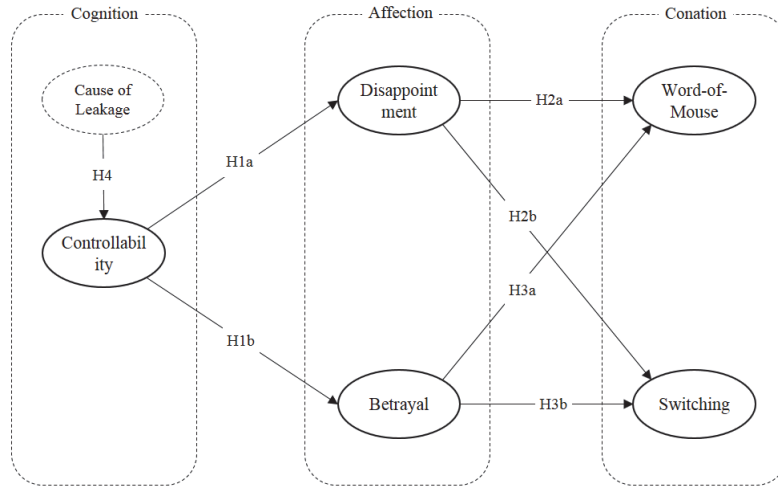 Cognition
Affection
Conation
Cause of
Leakage
Disappoint
ment
H2a
Word-of-
Mouse
H1a
H4
H2b
Controllabil
ity
H3a
H1b
Betrayal
H3b
Switching